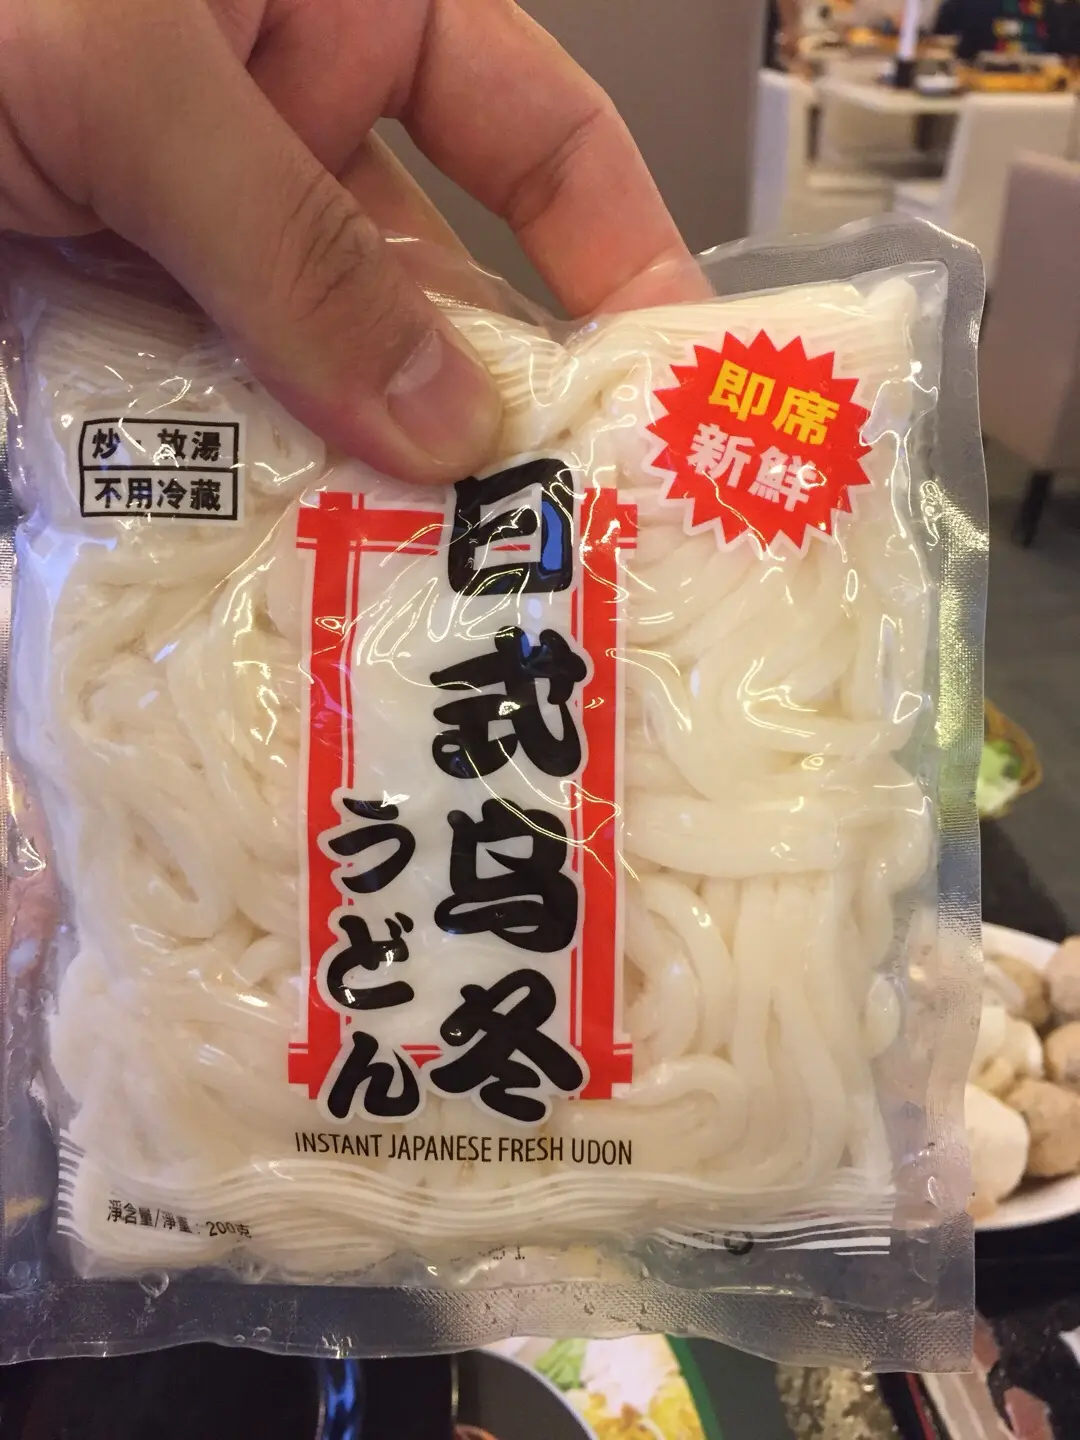 炒·放湯
不用冷藏
即席
新鮮
日式烏冬
うどん
INSTANT JAPANESE FRESH UDON
淨含量/淨重：200克